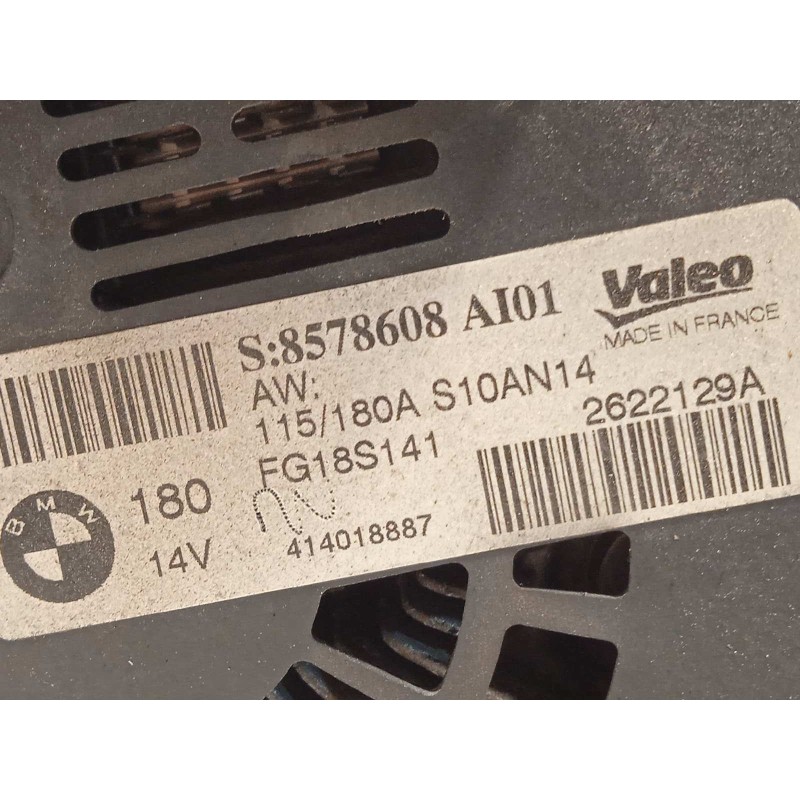 Valeo
MADE IN FRANCE
S:8578608 AI01
AW:
115/180A S10AN14
FG18S141
2622129A
BMW
180
14V
414018887